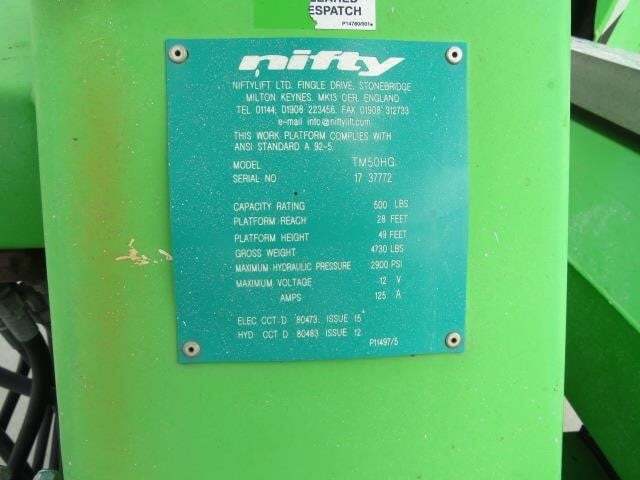 ESPATCH
P14780/001
nifty
NIFTYLIFT LTD. FINGLE DRIVE, STONEBRIDGE
MILTON KEYNES, MK13 OER, ENGLAND
TEL 01144, 01908 223456, FAX 01908 312733
e-mail info@niftylift.com
THIS WORK PLATFORM COMPLIES WITH
ANSI STANDARD A 92-5.
MODEL TM50HG
SERIAL NO 17 37772
CAPACITY RATING 500 LBS
PLATFORM REACH 28 FEET
PLATFORM HEIGHT 49 FEET
GROSS WEIGHT 4730 LBS
MAXIMUM HYDRAULIC PRESSURE 2900 PSI
MAXIMUM VOLTAGE 12 V
AMPS 125 A
ELEC CCT D 80473, ISSUE 15
HYD CCT D 80483 ISSUE 12
P11497/5